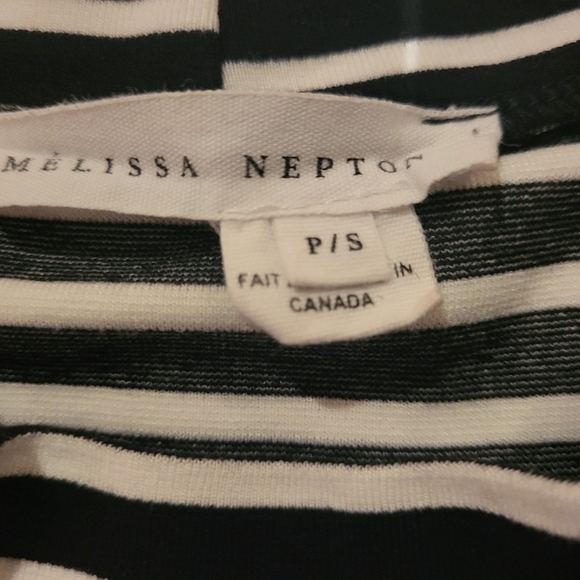 MÉLISSA NEPTO
P/S
FAIT IN
CANADA